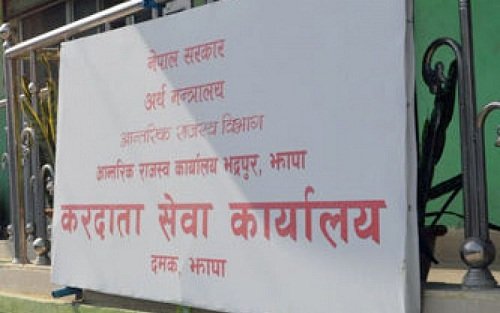 नेपाल सरकार
अर्थ मन्त्रालय
आन्तरिक राजस्व विभाग
आन्तरिक राजस्व कार्यालय भद्रपुर, झापा
करदाता सेवा कार्यालय
दमक, झापा